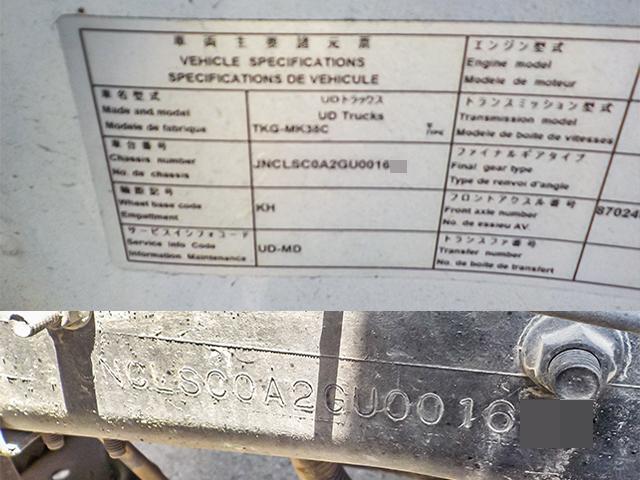 車両主要諸元票
VEHICLE SPECIFICATIONS
SPECIFICATIONS DE VEHICULE
車名型式
Made and model
Modele de fabrique
UDトラックス
UD Trucks
TKG-MK38C
TYPE
車台番号
Chassis number
No. de chassis
JNCLSC0A2GU0016
軸距記号
Wheel base code
Empattment
KH
サービスインフォコード
Service Info Code
Information Maintenance
UD-MD
エンジン型式
Engine model
Modele de moteur
トランスミッション型式
Transmission model
Modele de boite de vitesses
ファイナルギアタイプ
Final gear type
Type de renvoi d'angle
フロントアクスル番号
Front axle number
No. de essieu AV.
87024
トランスファ番号
Transfer number
No. de boite de transfert
JNCLSC0A2GU0016